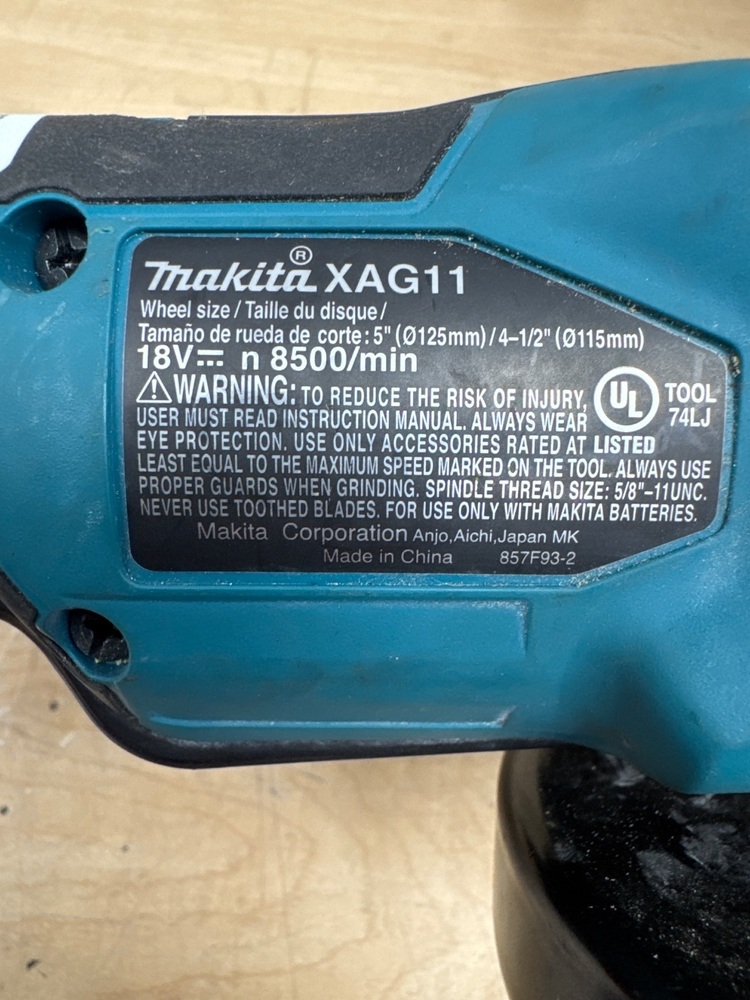 makita® XAG11
Wheel size / Taille du disque /
Tamaño de rueda de corte: 5" (Ø125mm) / 4-1/2" (Ø115mm)
18V⎓ n 8500/min
⚠WARNING: TO REDUCE THE RISK OF INJURY,
USER MUST READ INSTRUCTION MANUAL. ALWAYS WEAR
EYE PROTECTION. USE ONLY ACCESSORIES RATED AT
LEAST EQUAL TO THE MAXIMUM SPEED MARKED ON THE TOOL. ALWAYS USE
PROPER GUARDS WHEN GRINDING. SPINDLE THREAD SIZE: 5/8"-11UNC.
NEVER USE TOOTHED BLADES. FOR USE ONLY WITH MAKITA BATTERIES.
UL
LISTED
TOOL
74LJ
Makita Corporation Anjo,Aichi,Japan MK
Made in China 857F93-2